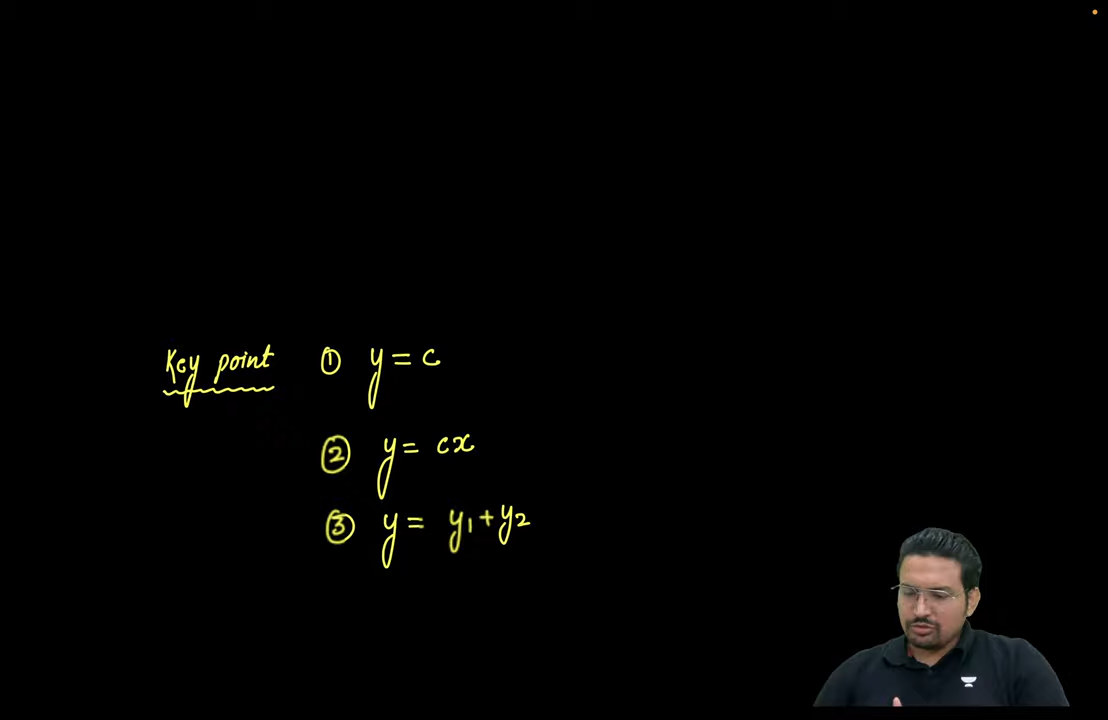 Key point ① y = c
② y = cx
③ y = y₁ + y₂